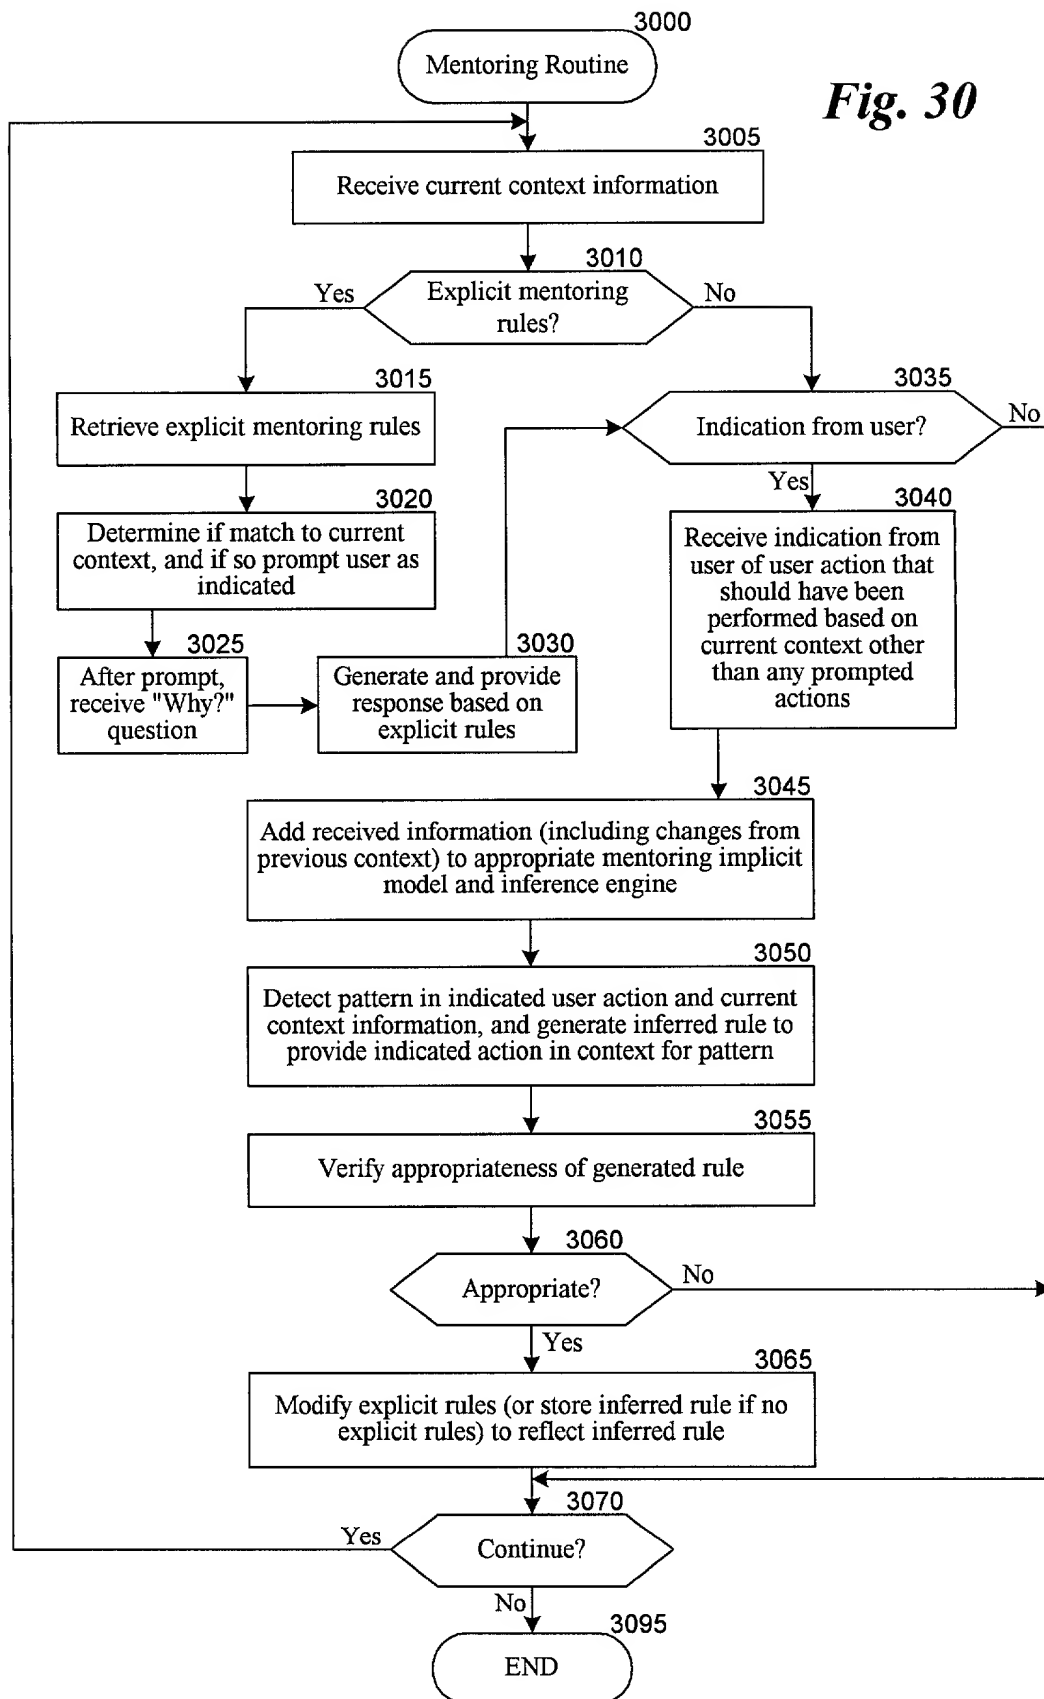 3000
Mentoring Routine
Fig. 30
3005
Receive current context information
3010
Explicit mentoring
rules?
Yes
No
3015
Retrieve explicit mentoring rules
3035
Indication from user?
No
Yes
3020
Determine if match to current
context, and if so prompt user as
indicated
3040
Receive indication from
user of user action that
should have been
performed based on
current context other
than any prompted
actions
3025
After prompt,
receive "Why?"
question
3030
Generate and provide
response based on
explicit rules
3045
Add received information (including changes from
previous context) to appropriate mentoring implicit
model and inference engine
3050
Detect pattern in indicated user action and current
context information, and generate inferred rule to
provide indicated action in context for pattern
3055
Verify appropriateness of generated rule
3060
Appropriate?
No
Yes
3065
Modify explicit rules (or store inferred rule if no
explicit rules) to reflect inferred rule
3070
Yes
Continue?
No
3095
END